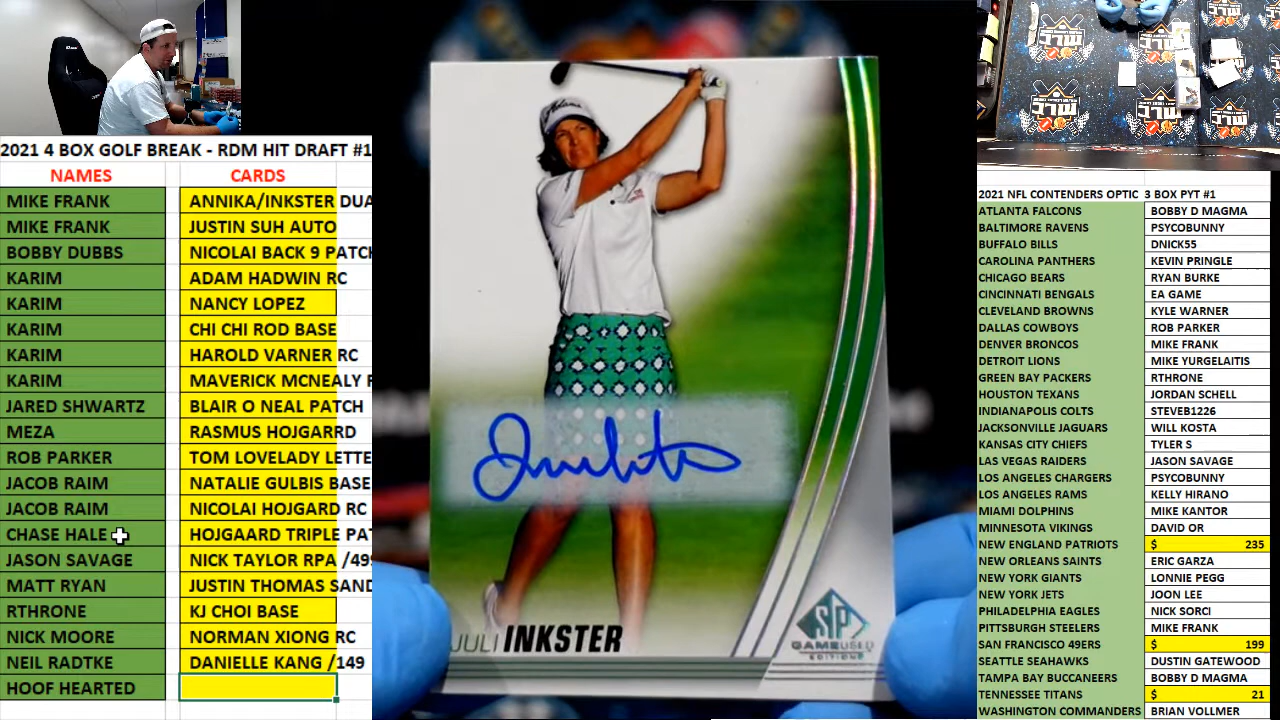 2021 4 BOX GOLF BREAK - RDM HIT DRAFT #1
NAMES CARDS
MIKE FRANK ANNIKA/INKSTER DUA
MIKE FRANK JUSTIN SUH AUTO
BOBBY DUBBS NICOLAI BACK 9 PATCH
KARIM ADAM HADWIN RC
KARIM NANCY LOPEZ
KARIM CHI CHI ROD BASE
KARIM HAROLD VARNER RC
KARIM MAVERICK MCNEALY R
JARED SHWARTZ BLAIR O NEAL PATCH
MEZA RASMUS HOJGARRD
ROB PARKER TOM LOVELADY LETTE
JACOB RAIM NATALIE GULBIS BASE
JACOB RAIM NICOLAI HOJGARD RC
CHASE HALE HOJGAARD TRIPLE PAT
JASON SAVAGE NICK TAYLOR RPA /499
MATT RYAN JUSTIN THOMAS SAND
RTHRONE KJ CHOI BASE
NICK MOORE NORMAN XIONG RC
NEIL RADTKE DANIELLE KANG /149
HOOF HEARTED
JULI INKSTER
SP
GAME USED
EDITION
2021 NFL CONTENDERS OPTIC 3 BOX PYT #1
ATLANTA FALCONS BOBBY D MAGMA
BALTIMORE RAVENS PSYCOBUNNY
BUFFALO BILLS DNICK55
CAROLINA PANTHERS KEVIN PRINGLE
CHICAGO BEARS RYAN BURKE
CINCINNATI BENGALS EA GAME
CLEVELAND BROWNS KYLE WARNER
DALLAS COWBOYS ROB PARKER
DENVER BRONCOS MIKE FRANK
DETROIT LIONS MIKE YURGELAITIS
GREEN BAY PACKERS RTHRONE
HOUSTON TEXANS JORDAN SCHELL
INDIANAPOLIS COLTS STEVEB1226
JACKSONVILLE JAGUARS WILL KOSTA
KANSAS CITY CHIEFS TYLER S
LAS VEGAS RAIDERS JASON SAVAGE
LOS ANGELES CHARGERS PSYCOBUNNY
LOS ANGELES RAMS KELLY HIRANO
MIAMI DOLPHINS MIKE KANTOR
MINNESOTA VIKINGS DAVID OR
NEW ENGLAND PATRIOTS $ 235
NEW ORLEANS SAINTS ERIC GARZA
NEW YORK GIANTS LONNIE PEGG
NEW YORK JETS JOON LEE
PHILADELPHIA EAGLES NICK SORCI
PITTSBURGH STEELERS MIKE FRANK
SAN FRANCISCO 49ERS $ 199
SEATTLE SEAHAWKS DUSTIN GATEWOOD
TAMPA BAY BUCCANEERS BOBBY D MAGMA
TENNESSEE TITANS $ 21
WASHINGTON COMMANDERS BRIAN VOLLMER